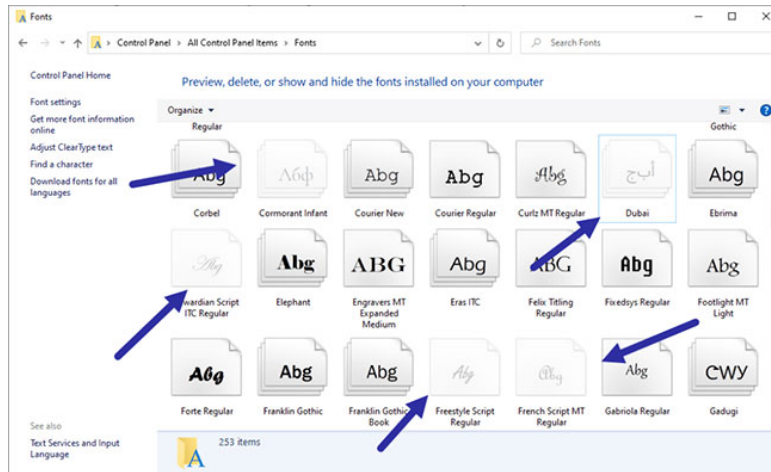 Fonts
Control Panel > All Control Panel Items > Fonts
Search Fonts
Control Panel Home
Font settings
Get more font information
online
Adjust ClearType text
Find a character
Download fonts for all
languages
See also
Text Services and Input
Language
Preview, delete, or show and hide the fonts installed on your computer
Organize
Regular
Gothic
Abg
Абф
Abg
Abg
Abg
أب‌ج
Abg
Corbel
Cormorant Infant
Courier New
Courier Regular
Curlz MT Regular
Dubai
Ebrima
Abg
Abg
ABG
Abg
ABG
Abg
Abg
wardian Script
ITC Regular
Elephant
Engravers MT
Expanded
Medium
Eras ITC
Felix Titling
Regular
Fixedsys Regular
Footlight MT
Light
Abg
Abg
Abg
Abg
Abg
Abg
ᏣᎳᎩ
Forte Regular
Franklin Gothic
Franklin Gothic
Book
Freestyle Script
Regular
French Script MT
Regular
Gabriola Regular
Gadugi
253 items